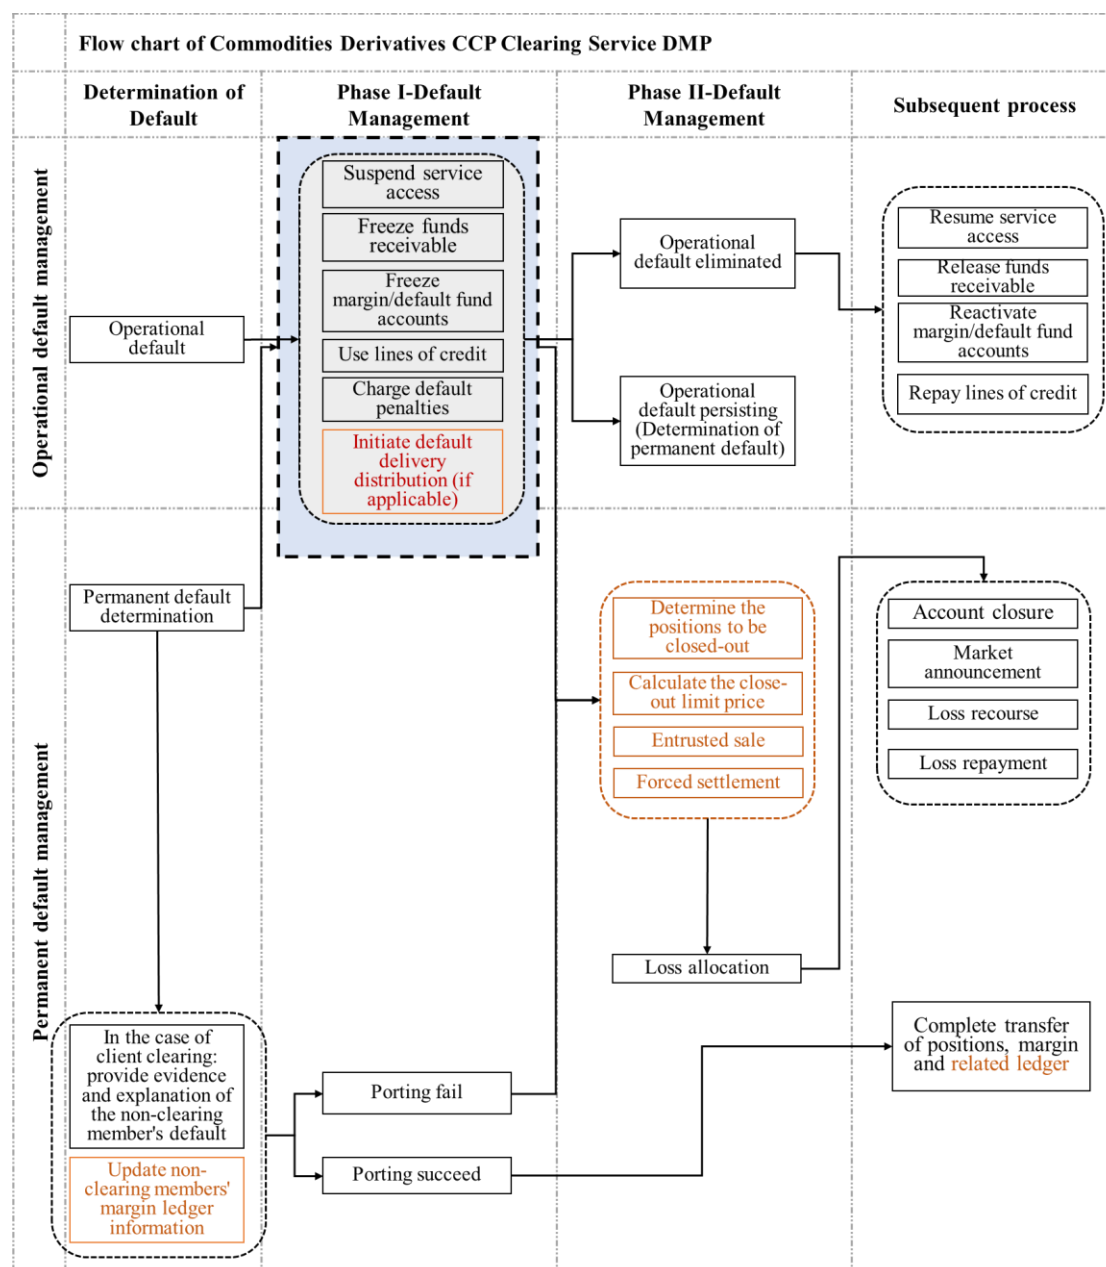 Flow chart of Commodities Derivatives CCP Clearing Service DMP
Determination of
Default
Phase I-Default
Management
Phase II-Default
Management
Subsequent process
Operational default management
Operational
default
Suspend service
access
Freeze funds
receivable
Freeze
margin/default fund
accounts
Use lines of credit
Charge default
penalties
Initiate default
delivery
distribution (if
applicable)
Operational
default eliminated
Operational
default persisting
(Determination of
permanent default)
Resume service
access
Release funds
receivable
Reactivate
margin/default fund
accounts
Repay lines of credit
Permanent default management
Permanent default
determination
In the case of
client clearing:
provide evidence
and explanation of
the non-clearing
member's default
Update non-
clearing members'
margin ledger
information
Porting fail
Porting succeed
Determine the
positions to be
closed-out
Calculate the close-
out limit price
Entrusted sale
Forced settlement
Loss allocation
Account closure
Market
announcement
Loss recourse
Loss repayment
Complete transfer
of positions, margin
and related ledger